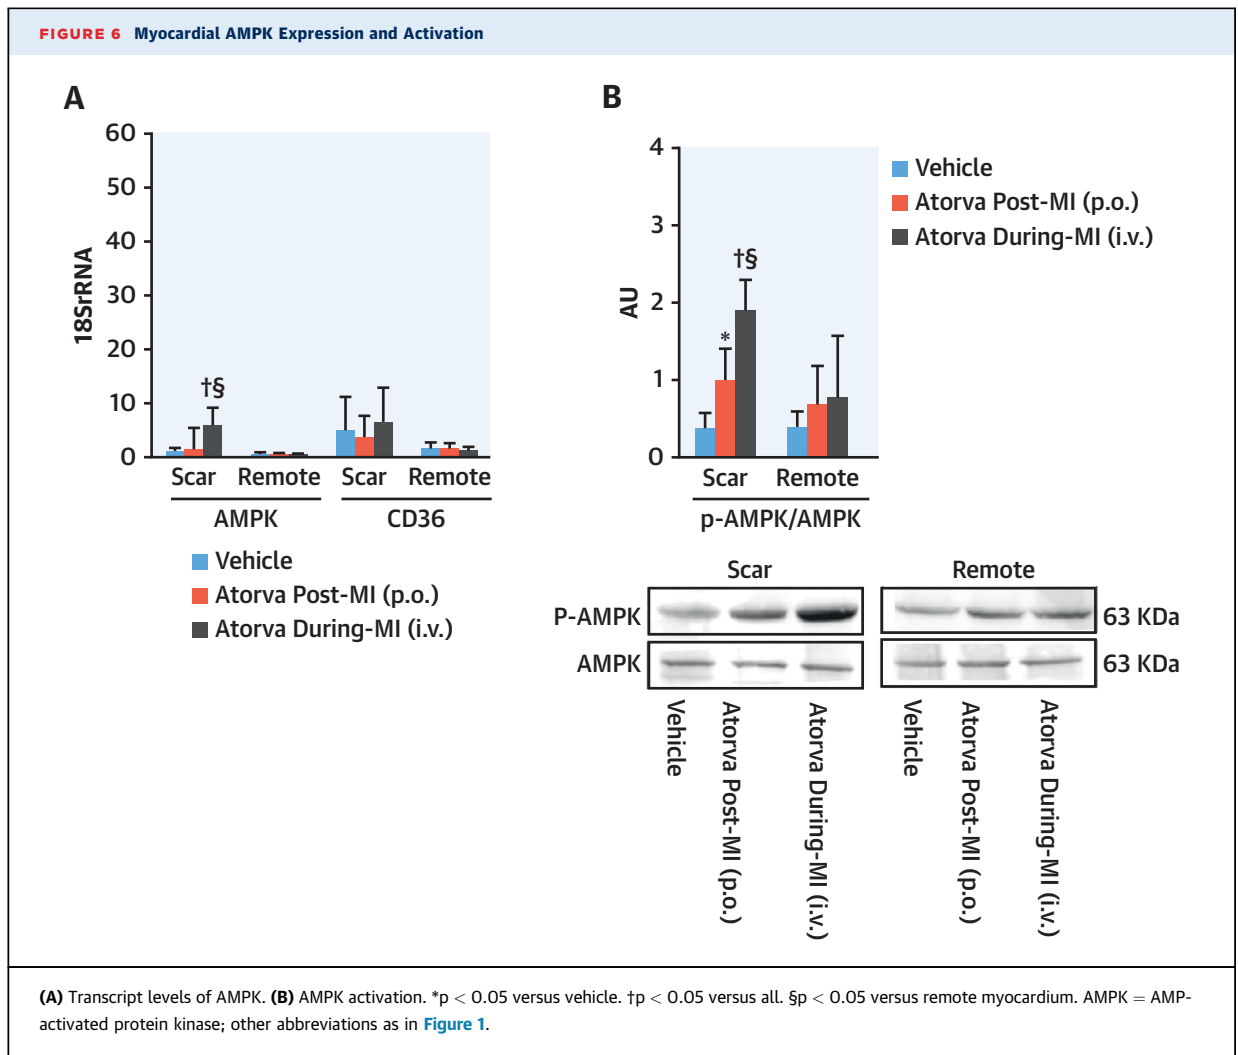 FIGURE 6 Myocardial AMPK Expression and Activation
A
60
50
40
30
20
10
0
18SrRNA
†§
Scar Remote Scar Remote
AMPK CD36
Vehicle
Atorva Post-MI (p.o.)
Atorva During-MI (i.v.)
B
4
3
2
1
0
AU
*
†§
Scar Remote
p-AMPK/AMPK
Vehicle
Atorva Post-MI (p.o.)
Atorva During-MI (i.v.)
Scar Remote
P-AMPK 63 KDa
AMPK 63 KDa
Vehicle
Atorva Post-MI (p.o.)
Atorva During-MI (i.v.)
Vehicle
Atorva Post-MI (p.o.)
Atorva During-MI (i.v.)
(A) Transcript levels of AMPK. (B) AMPK activation. *p < 0.05 versus vehicle. †p < 0.05 versus all. §p < 0.05 versus remote myocardium. AMPK = AMP-
activated protein kinase; other abbreviations as in Figure 1.